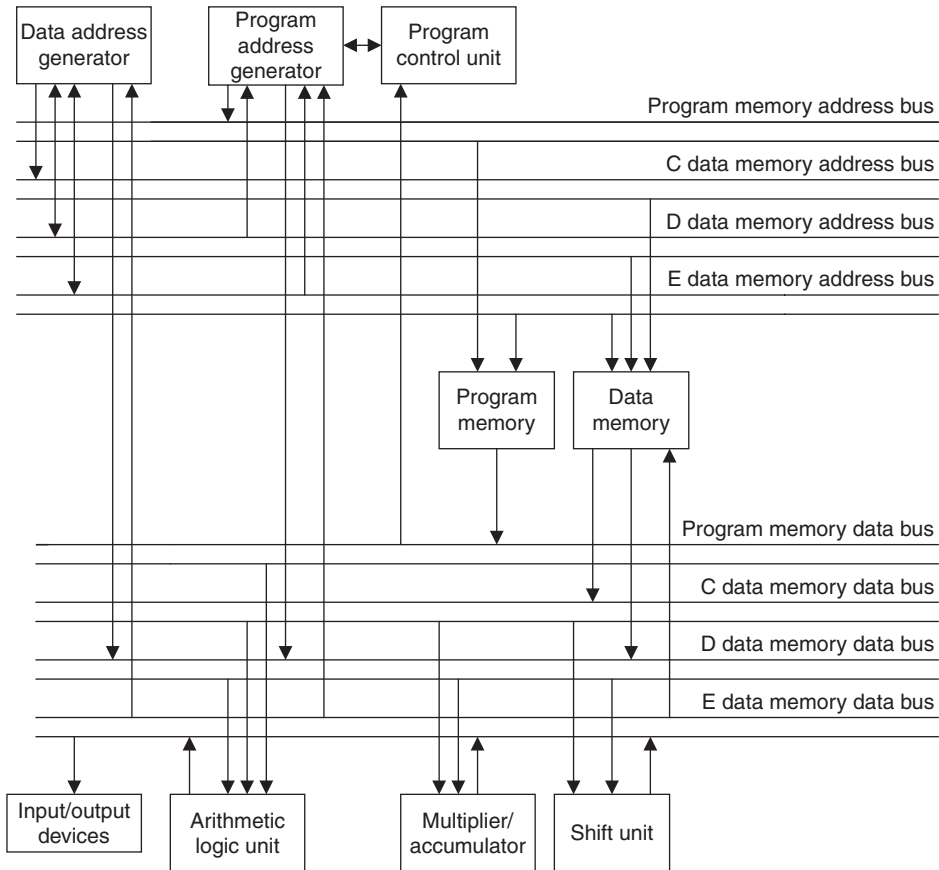 Data address
generator
Program
address
generator
Program
control unit
Program memory address bus
C data memory address bus
D data memory address bus
E data memory address bus
Program
memory
Data
memory
Program memory data bus
C data memory data bus
D data memory data bus
E data memory data bus
Input/output
devices
Arithmetic
logic unit
Multiplier/
accumulator
Shift unit